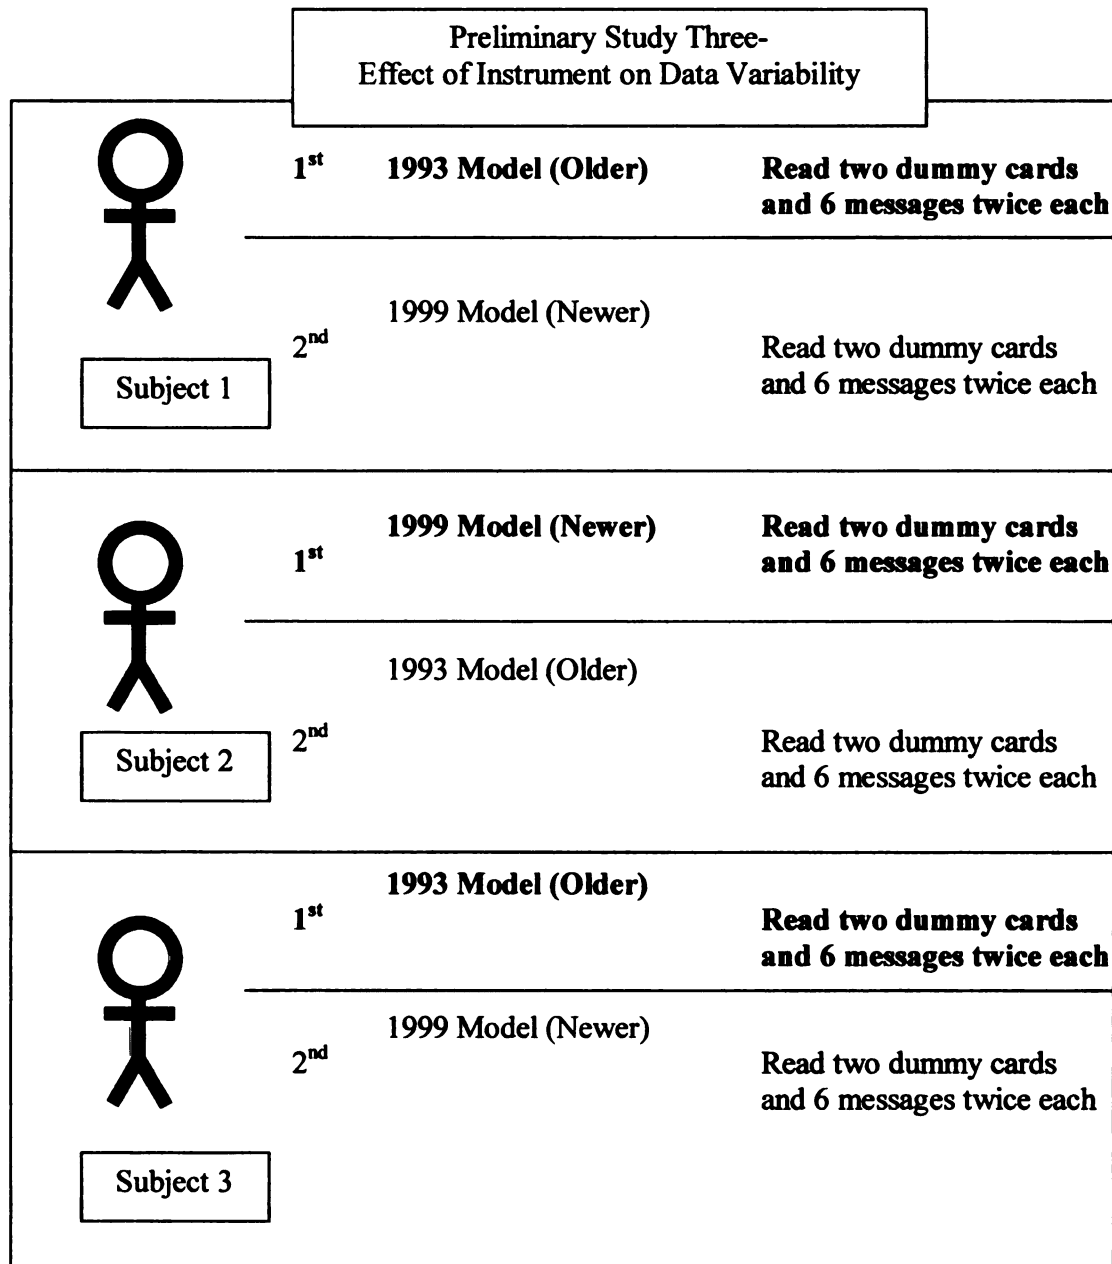 Preliminary Study Three-
Effect of Instrument on Data Variability
1st 1993 Model (Older) Read two dummy cards
and 6 messages twice each
1999 Model (Newer)
2nd Read two dummy cards
and 6 messages twice each
Subject 1
1999 Model (Newer) Read two dummy cards
1st and 6 messages twice each
1993 Model (Older)
2nd Read two dummy cards
and 6 messages twice each
Subject 2
1993 Model (Older)
1st Read two dummy cards
and 6 messages twice each
1999 Model (Newer)
2nd Read two dummy cards
and 6 messages twice each
Subject 3